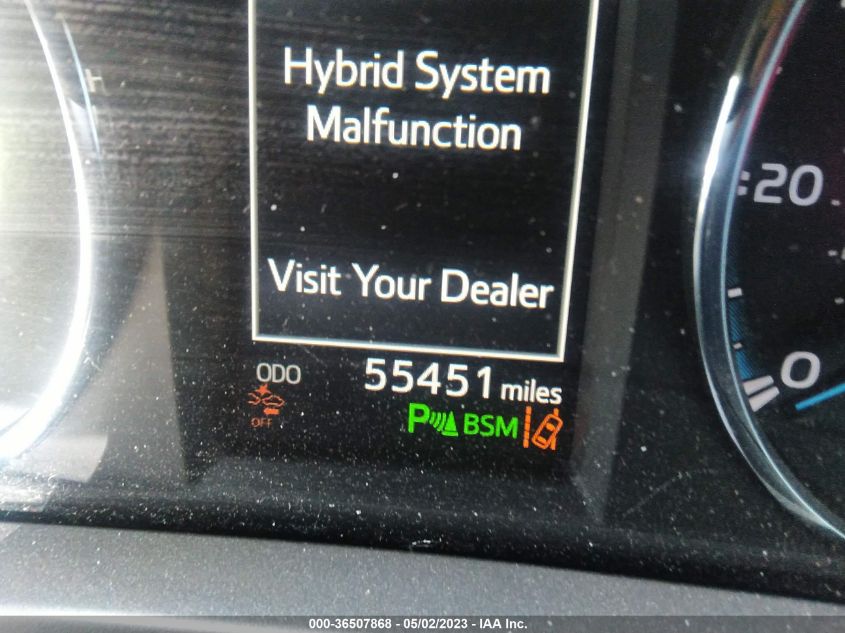 Hybrid System
Malfunction
Visit Your Dealer
H
20
0
ODO 55451 miles
OFF
P BSM
000-36507868 - 05/02/2023 - IAA Inc.